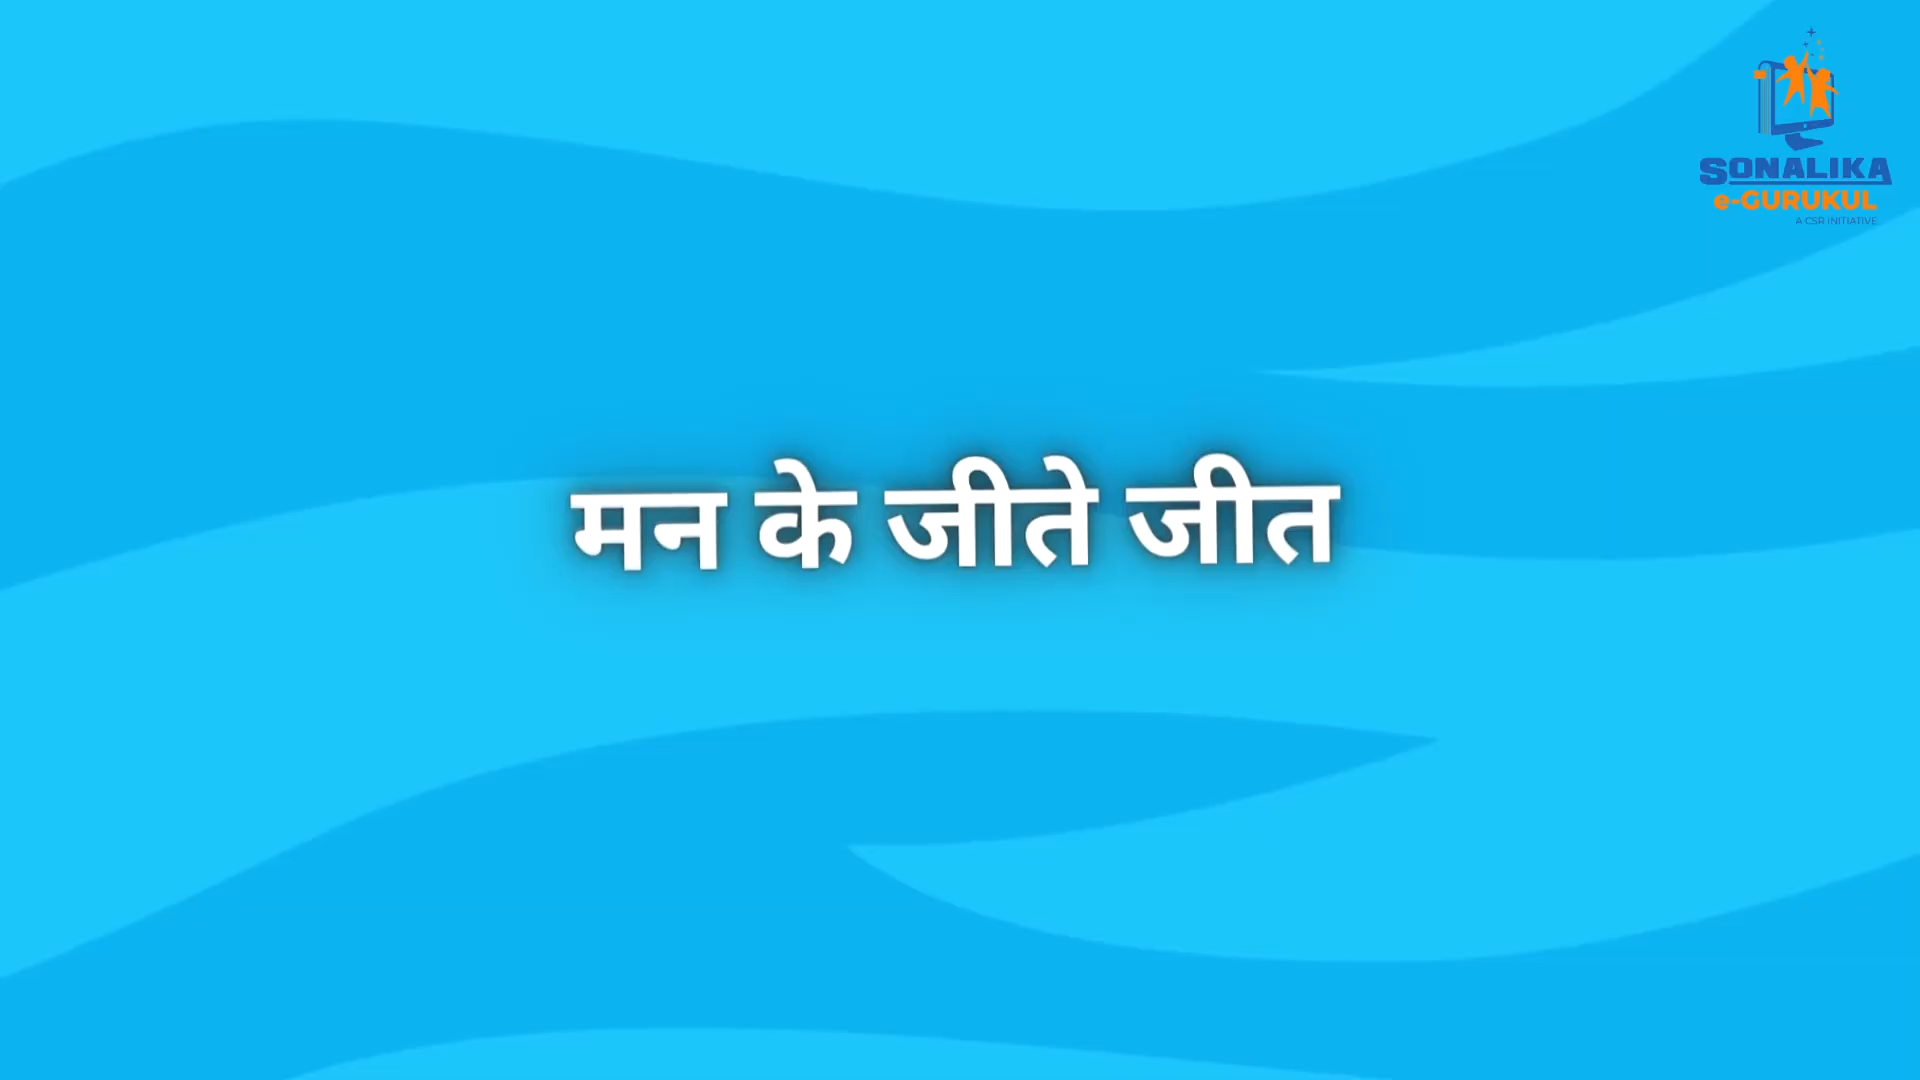 SONALIKA
e-GURUKUL
A CSR INITIATIVE
मन के जीते जीत